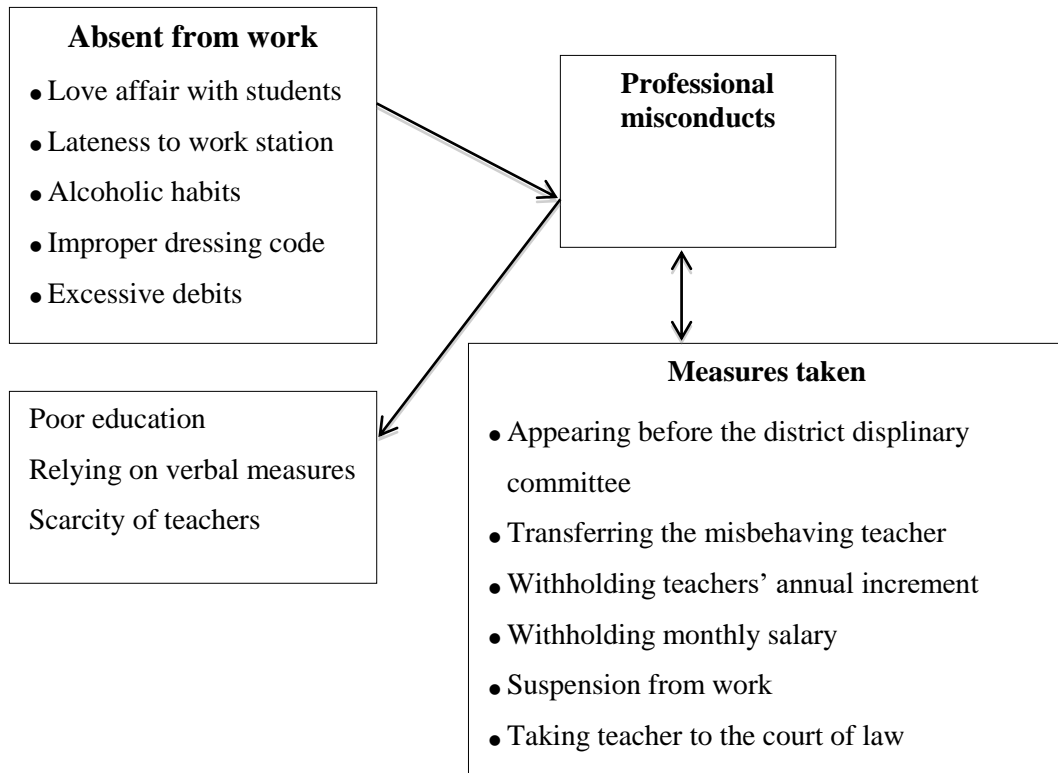 Absent from work
● Love affair with students
● Lateness to work station
● Alcoholic habits
● Improper dressing code
● Excessive debits
Professional
misconducts
Poor education
Relying on verbal measures
Scarcity of teachers
Measures taken
● Appearing before the district displinary
committee
● Transferring the misbehaving teacher
● Withholding teachers’ annual increment
● Withholding monthly salary
● Suspension from work
● Taking teacher to the court of law